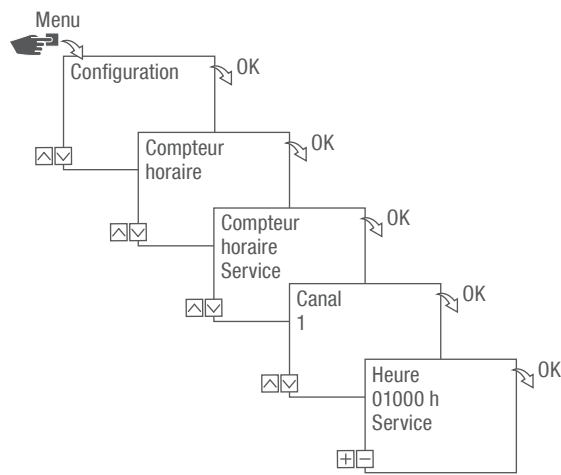 Menu
Configuration
OK
Compteur
horaire
OK
Compteur
horaire
Service
OK
Canal
1
OK
Heure
01000 h
Service
OK